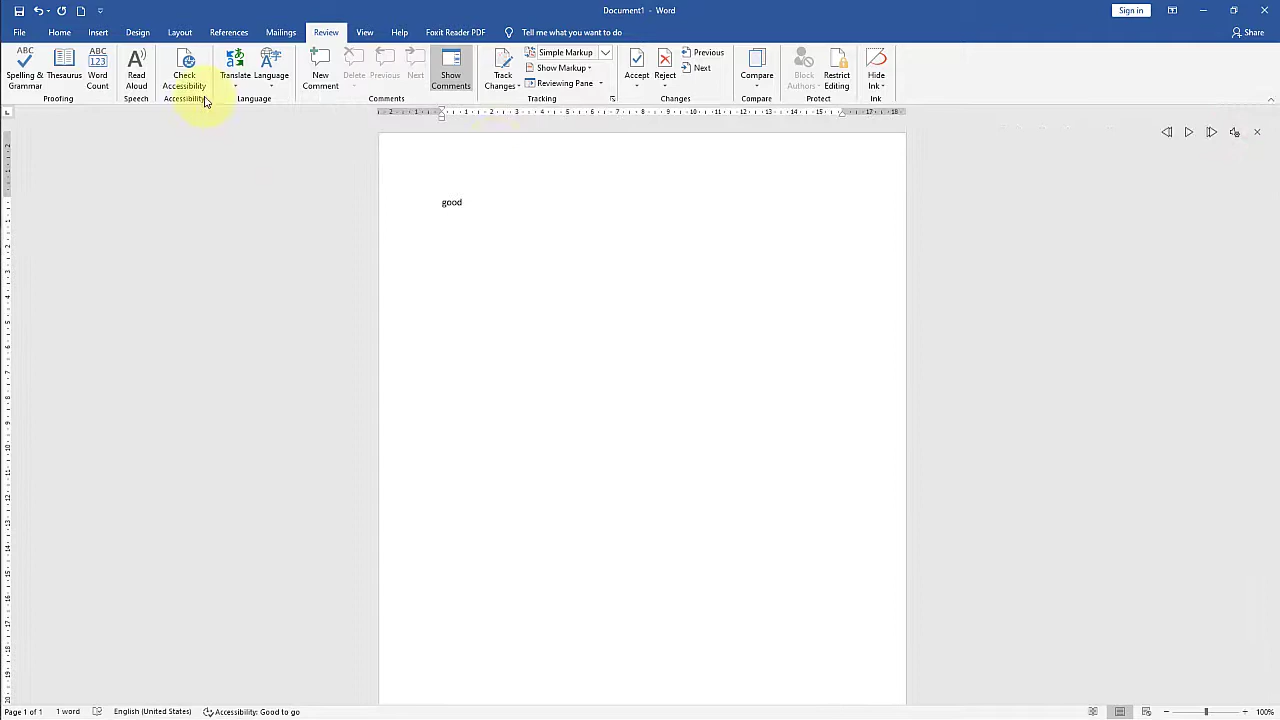 Document1 - Word
Sign in
File Home Insert Design Layout References Mailings Review View Help Foxit Reader PDF Tell me what you want to do Share
Spelling & Grammar
Thesaurus
Word Count
Proofing
Read Aloud
Speech
Check Accessibility
Accessibility
Translate
Language
Language
New Comment
Delete
Previous
Next
Show Comments
Comments
Track Changes
Simple Markup
Show Markup
Reviewing Pane
Tracking
Accept
Reject
Previous
Next
Changes
Compare
Compare
Block Authors
Restrict Editing
Protect
Hide Ink
Ink
good
Page 1 of 1 1 word English (United States) Accessibility: Good to go 100%